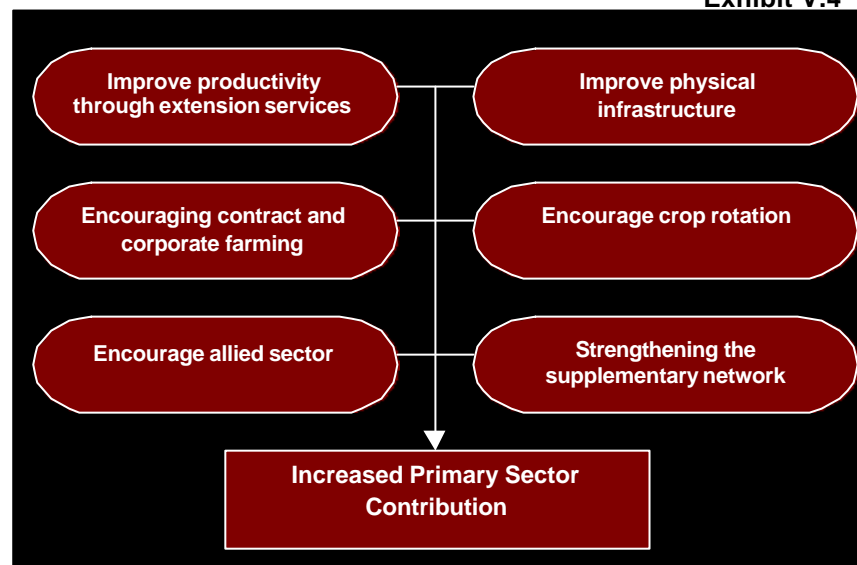 Exhibit V.4
Improve productivity
through extension services
Improve physical
infrastructure
Encouraging contract and
corporate farming
Encourage crop rotation
Encourage allied sector
Strengthening the
supplementary network
Increased Primary Sector
Contribution